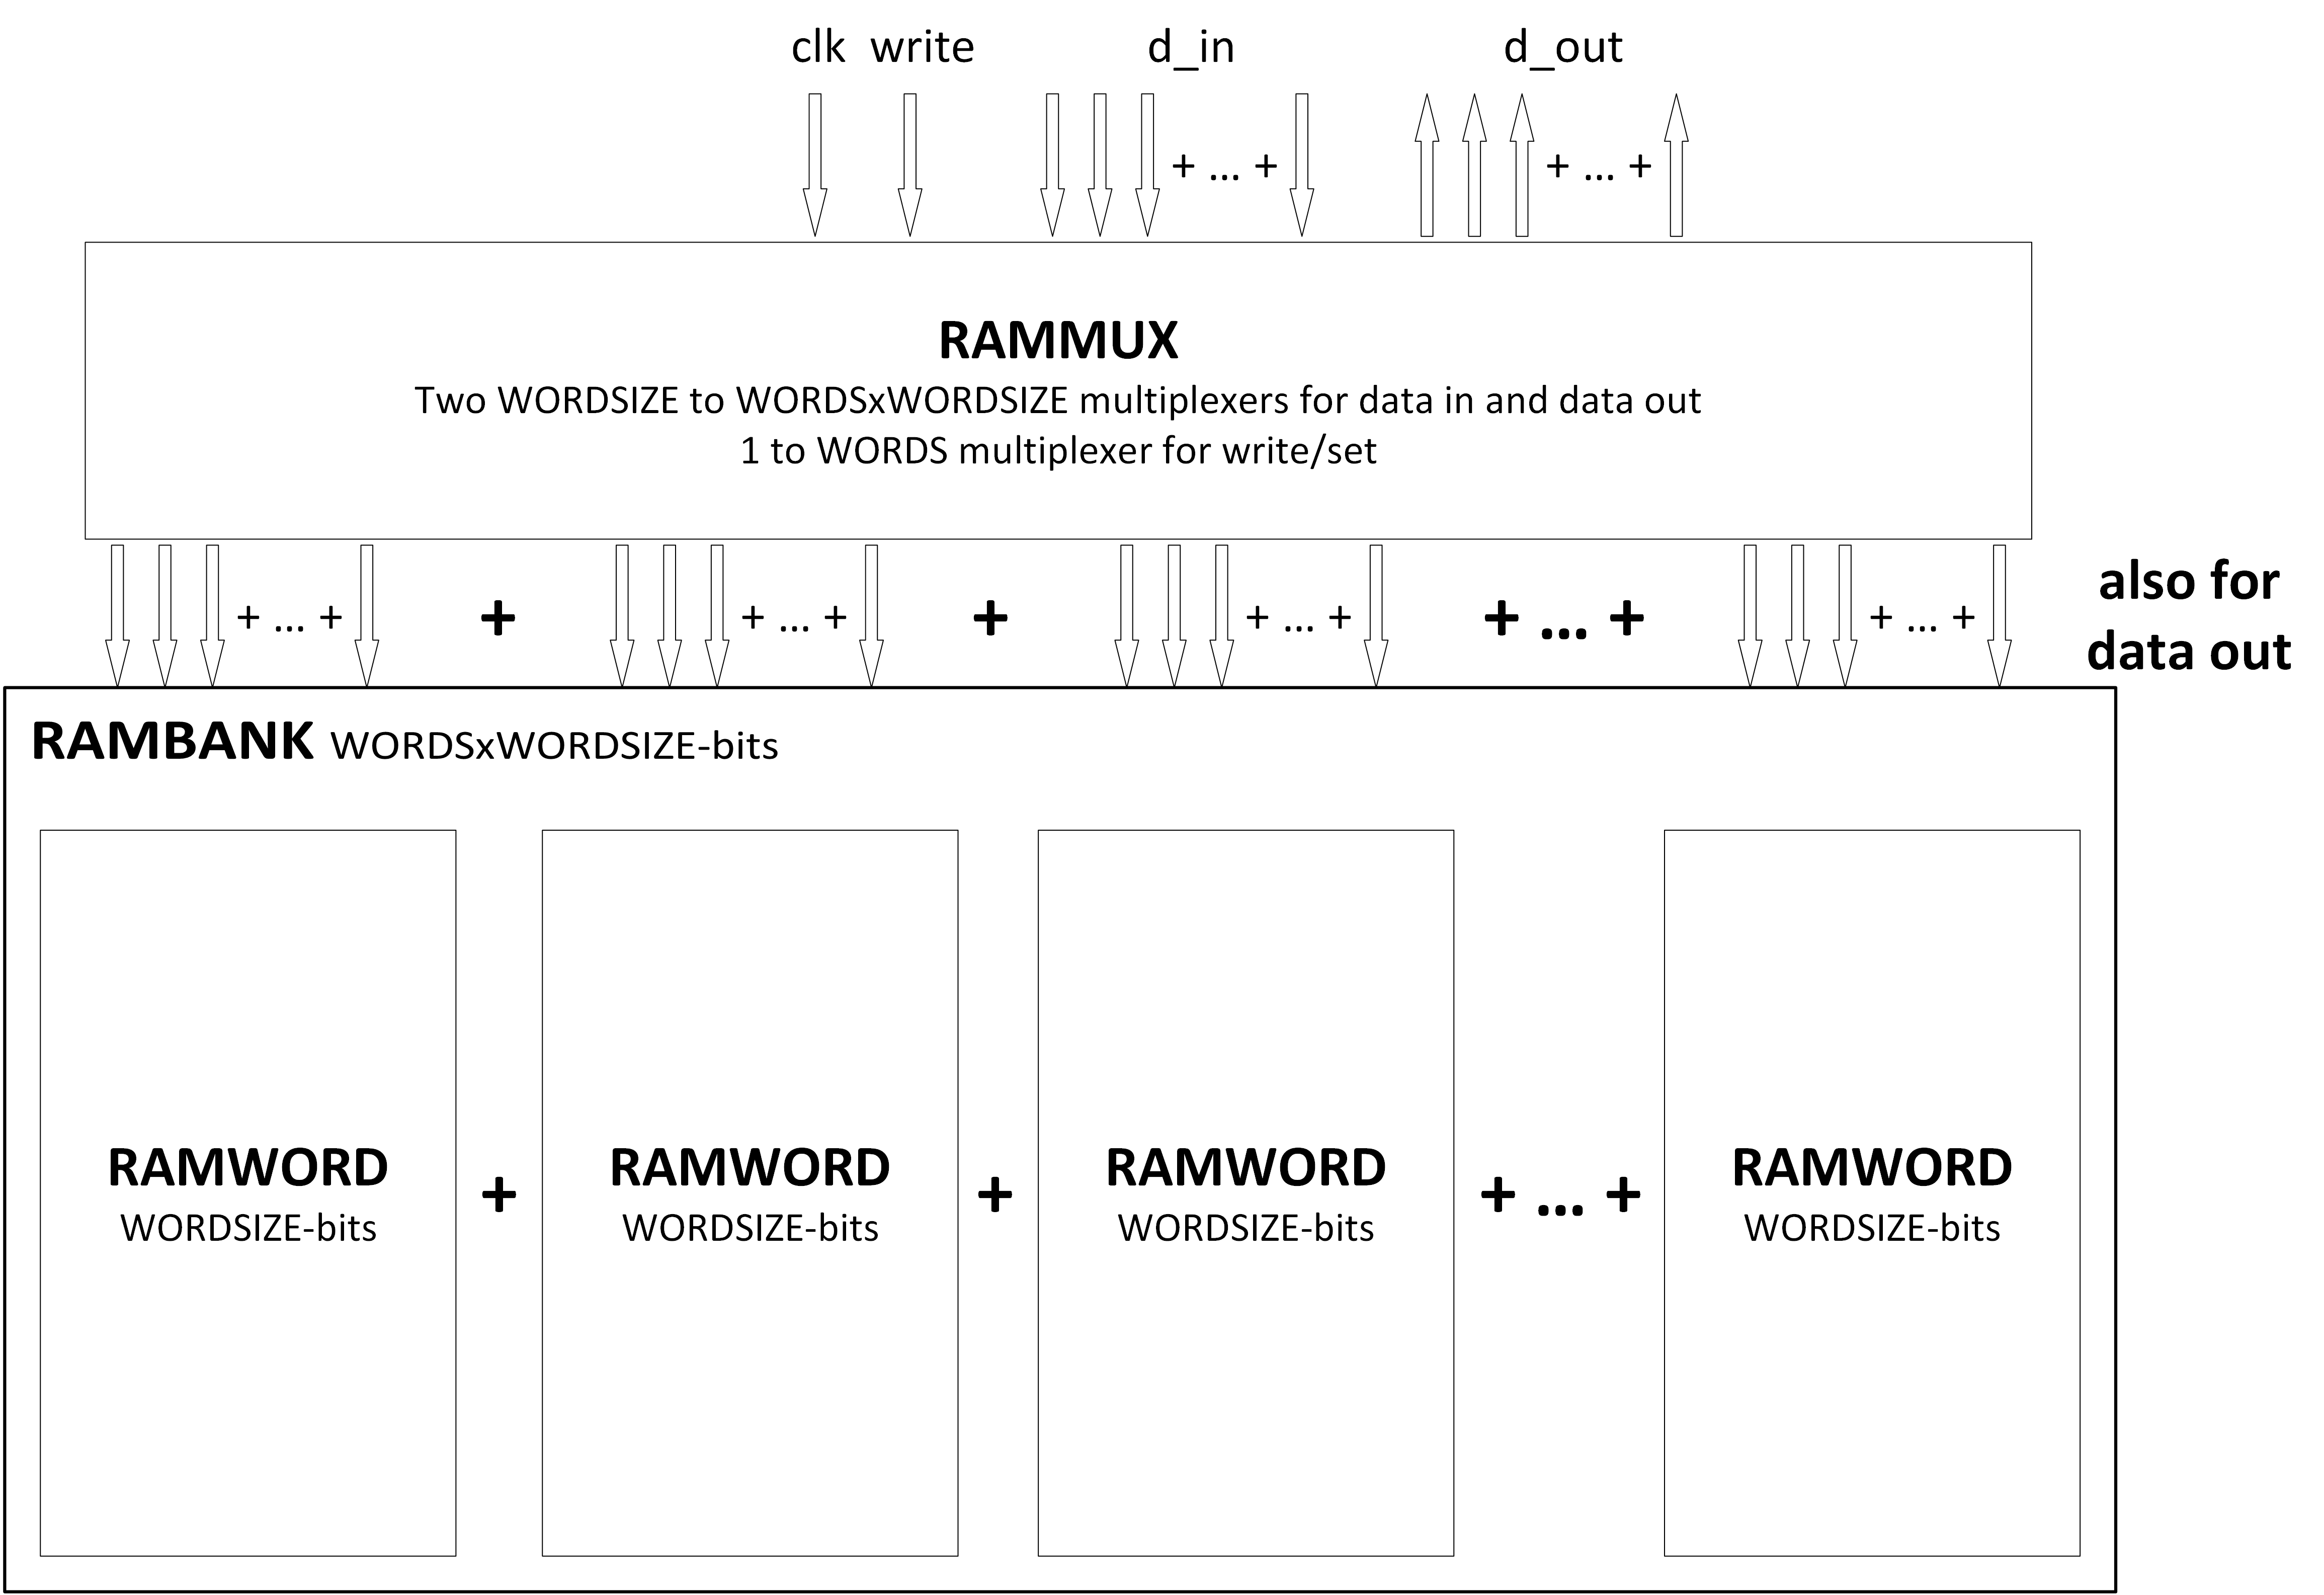 clk write d_in d_out
+ ... + + ... +
RAMMUX
Two WORDSIZE to WORDSxWORDSIZE multiplexers for data in and data out
1 to WORDS multiplexer for write/set
+ ... + + + ... + + + ... + + ... + + ... +
also for
data out
RAMBANK WORDSxWORDSIZE-bits
RAMWORD + RAMWORD + RAMWORD + ... + RAMWORD
WORDSIZE-bits WORDSIZE-bits WORDSIZE-bits WORDSIZE-bits